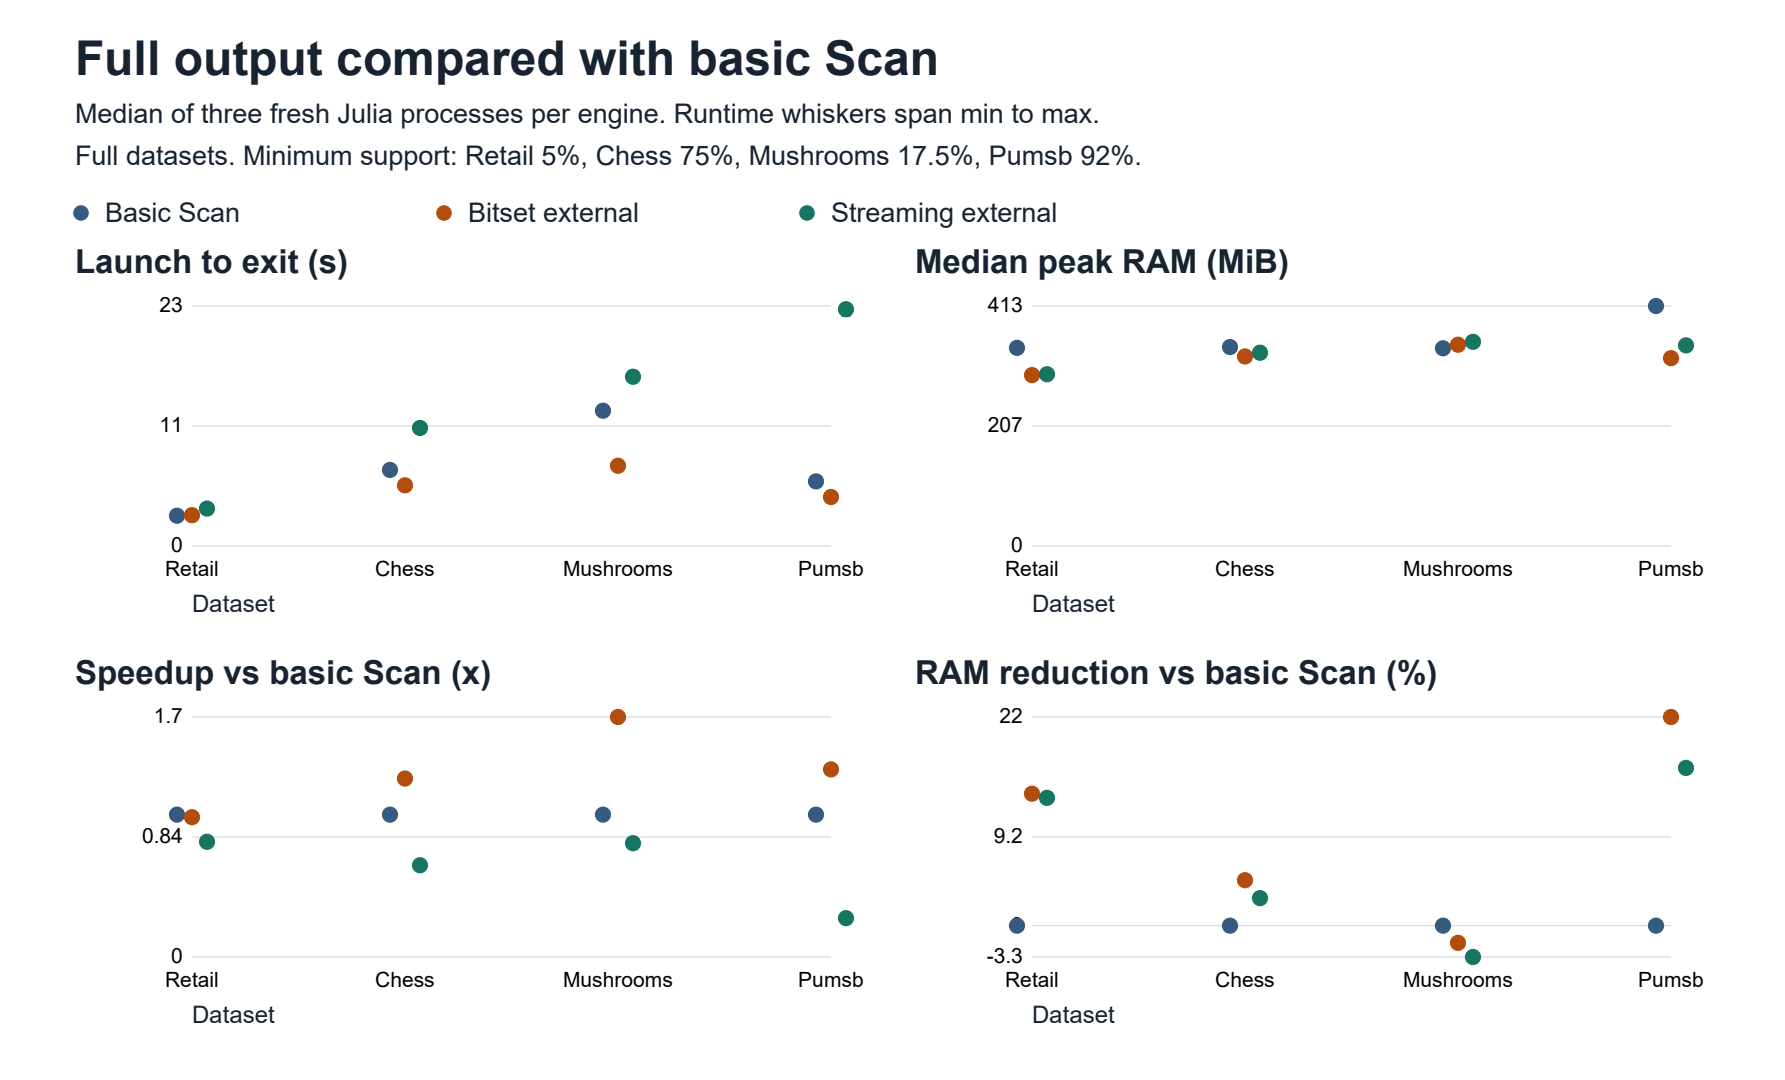 Full output compared with basic Scan
Median of three fresh Julia processes per engine. Runtime whiskers span min to max.
Full datasets. Minimum support: Retail 5%, Chess 75%, Mushrooms 17.5%, Pumsb 92%.
Basic Scan
Bitset external
Streaming external
Launch to exit (s)
23
11
0
Retail
Chess
Mushrooms
Pumsb
Dataset
Median peak RAM (MiB)
413
207
0
Retail
Chess
Mushrooms
Pumsb
Dataset
Speedup vs basic Scan (x)
1.7
0.84
0
Retail
Chess
Mushrooms
Pumsb
Dataset
RAM reduction vs basic Scan (%)
22
9.2
-3.3
Retail
Chess
Mushrooms
Pumsb
Dataset